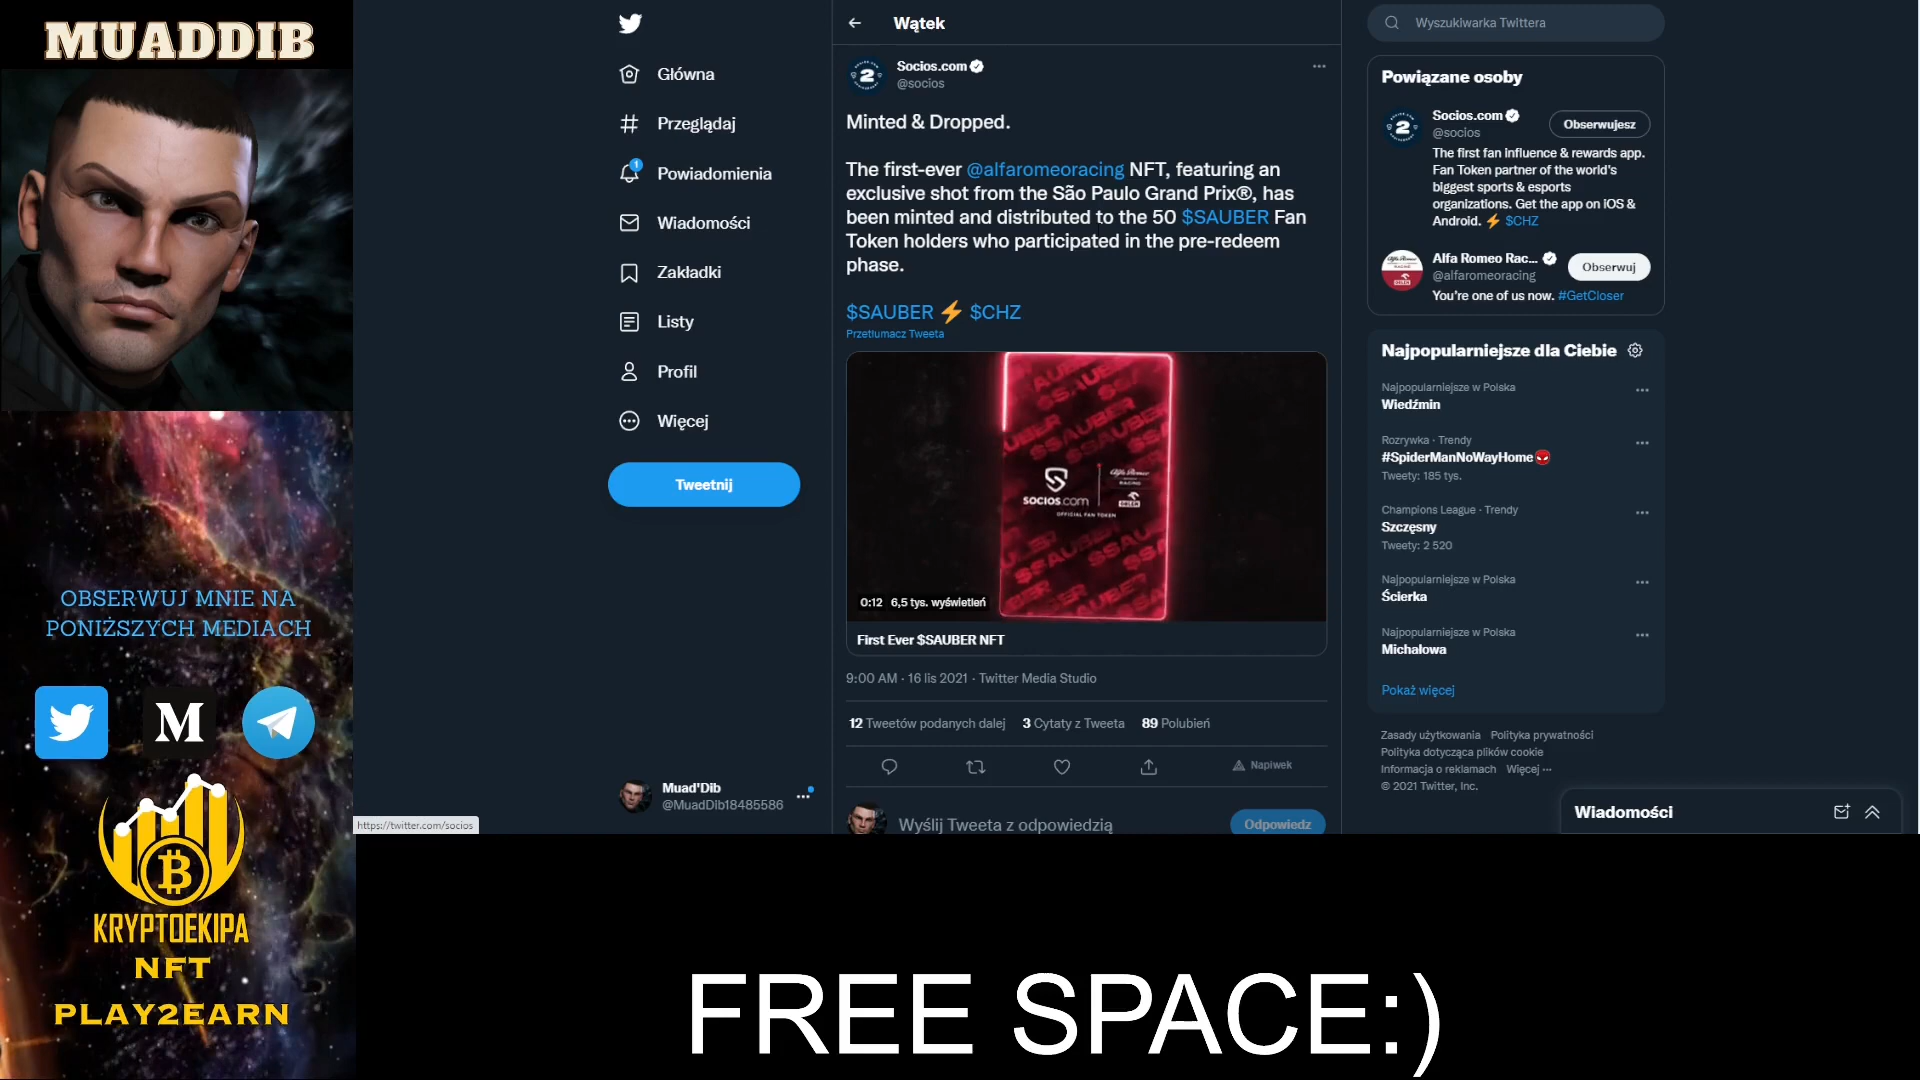 MUADDIB
OBSERWUJ MNIE NA
PONIŻSZYCH MEDIACH
M
KRYPTOEKIPA
NFT
PLAY2EARN
Główna
Przeglądaj
1
Powiadomienia
Wiadomości
Zakładki
Listy
Profil
Więcej
Tweetnij
Muad'Dib
@MuadDib18485586
https://twitter.com/socios
Wątek
Socios.com
@socios
Minted & Dropped.
The first-ever @alfaromeoracing NFT, featuring an
exclusive shot from the São Paulo Grand Prix®, has
been minted and distributed to the 50 $SAUBER Fan
Token holders who participated in the pre-redeem
phase.
$SAUBER ⚡ $CHZ
Przetłumacz Tweeta
SOCIOS.com
Alfa Romeo
RACING
ORLEN
OFFICIAL FAN TOKEN
0:12 6,5 tys. wyświetleń
First Ever $SAUBER NFT
9:00 AM · 16 lis 2021 · Twitter Media Studio
12 Tweetów podanych dalej 3 Cytaty z Tweeta 89 Polubień
Napiwek
Wyślij Tweeta z odpowiedzią
Odpowiedz
Wyszukiwarka Twittera
Powiązane osoby
Socios.com
@socios
Obserwujesz
The first fan influence & rewards app.
Fan Token partner of the world's
biggest sports & esports
organizations. Get the app on iOS &
Android. ⚡ $CHZ
Alfa Romeo Rac...
@alfaromeoracing
Obserwuj
You're one of us now. #GetCloser
Najpopularniejsze dla Ciebie
Najpopularniejsze w Polska
Wiedźmin
Rozrywka · Trendy
#SpiderManNoWayHome
Tweety: 185 tys.
Champions League · Trendy
Szczęsny
Tweety: 2 520
Najpopularniejsze w Polska
Ścierka
Najpopularniejsze w Polska
Michałowa
Pokaż więcej
Zasady użytkowania Polityka prywatności
Polityka dotycząca plików cookie
Informacja o reklamach Więcej ···
© 2021 Twitter, Inc.
Wiadomości
FREE SPACE:)